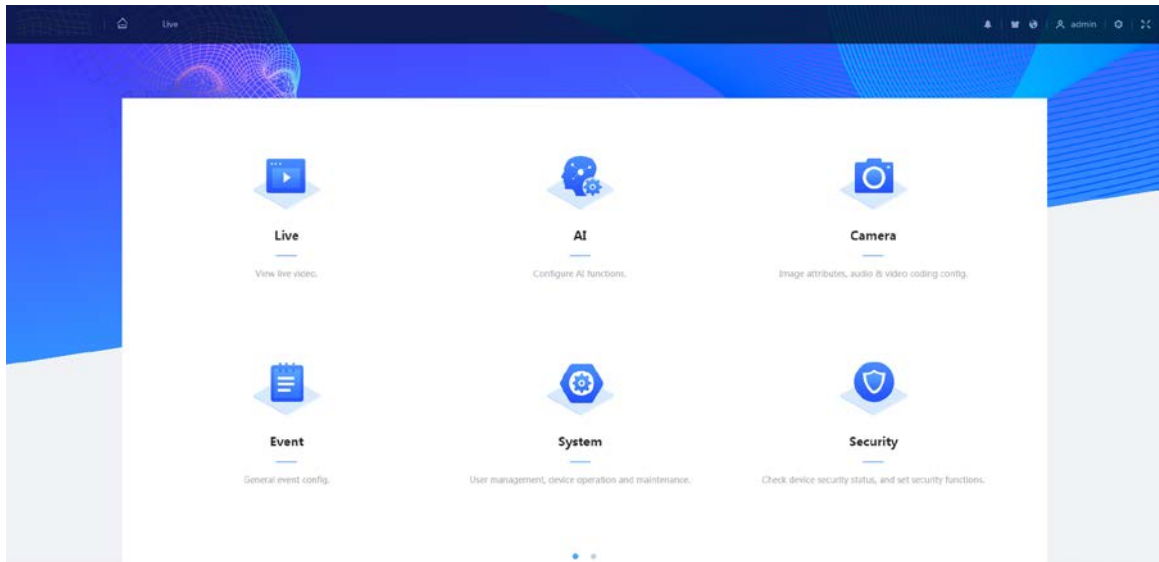 Live
admin
Live
AI
Camera
View live video.
Configure AI functions.
Image attributes, audio & video coding config.
Event
System
Security
General event config.
User management, device operation and maintenance.
Check device security status, and set security functions.